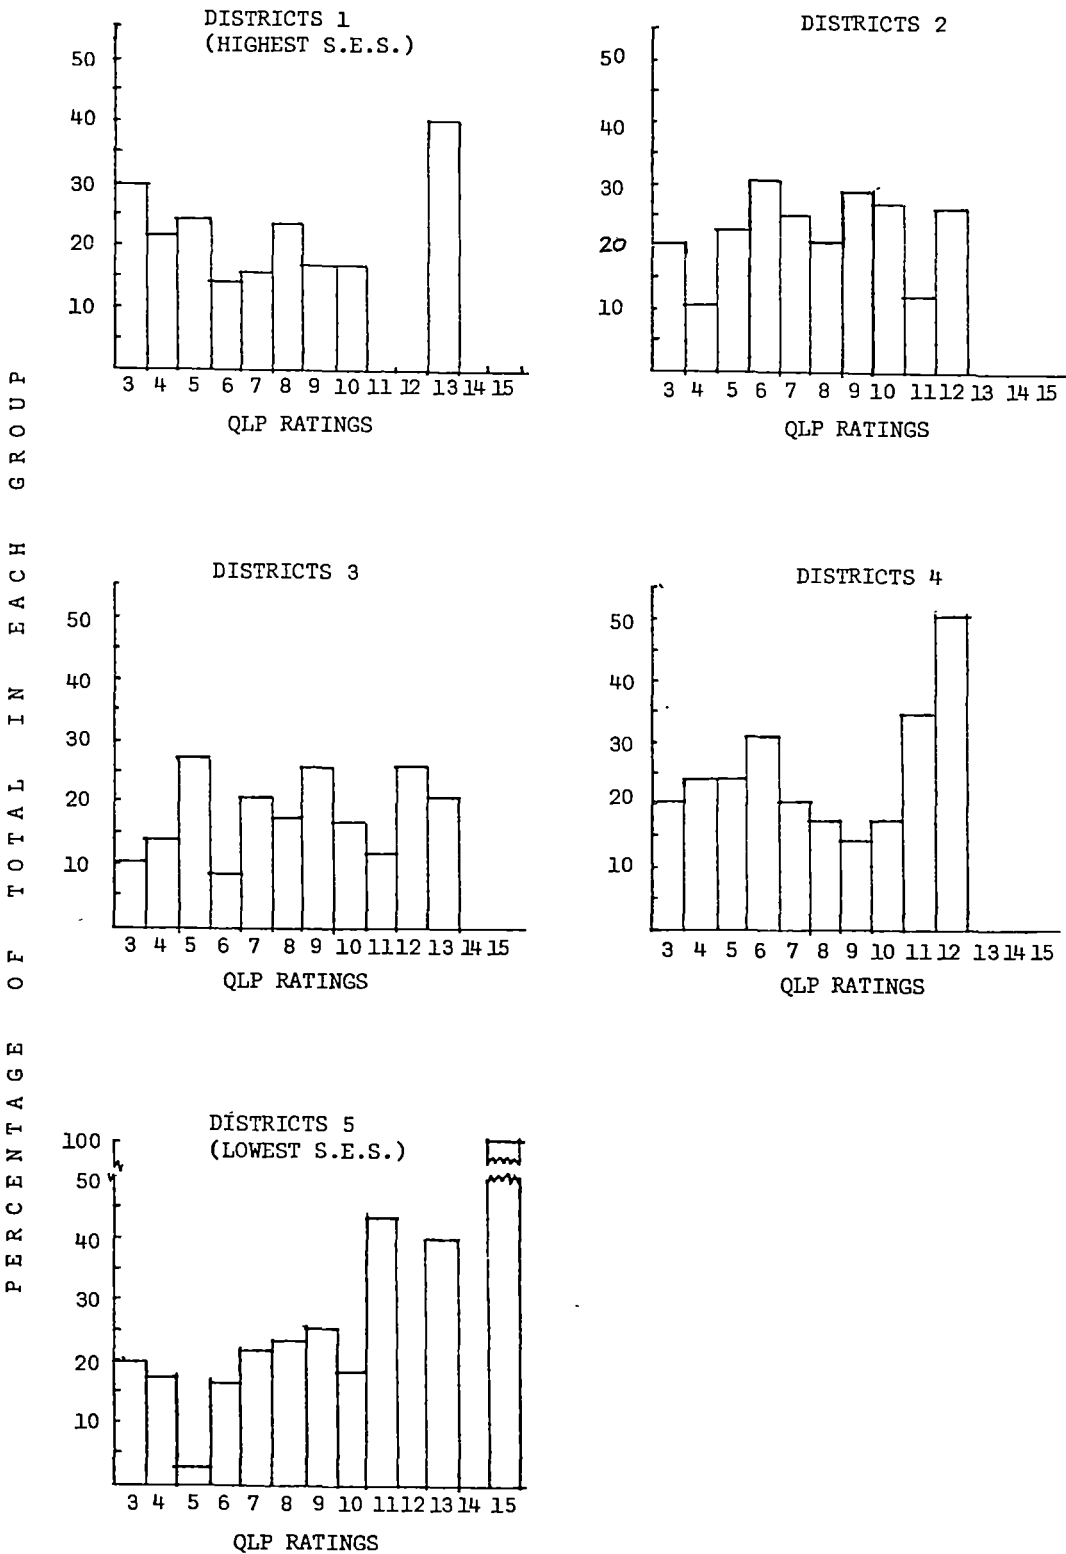 PERCENTAGE OF TOTAL IN EACH GROUP
DISTRICTS 1
(HIGHEST S.E.S.)
50
40
30
20
10
3 4 5 6 7 8 9 10 11 12 13 14 15
QLP RATINGS
DISTRICTS 2
50
40
30
20
10
3 4 5 6 7 8 9 10 11 12 13 14 15
QLP RATINGS
DISTRICTS 3
50
40
30
20
10
3 4 5 6 7 8 9 10 11 12 13 14 15
QLP RATINGS
DISTRICTS 4
50
40
30
20
10
3 4 5 6 7 8 9 10 11 12 13 14 15
QLP RATINGS
DISTRICTS 5
(LOWEST S.E.S.)
100
50
40
30
20
10
3 4 5 6 7 8 9 10 11 12 13 14 15
QLP RATINGS